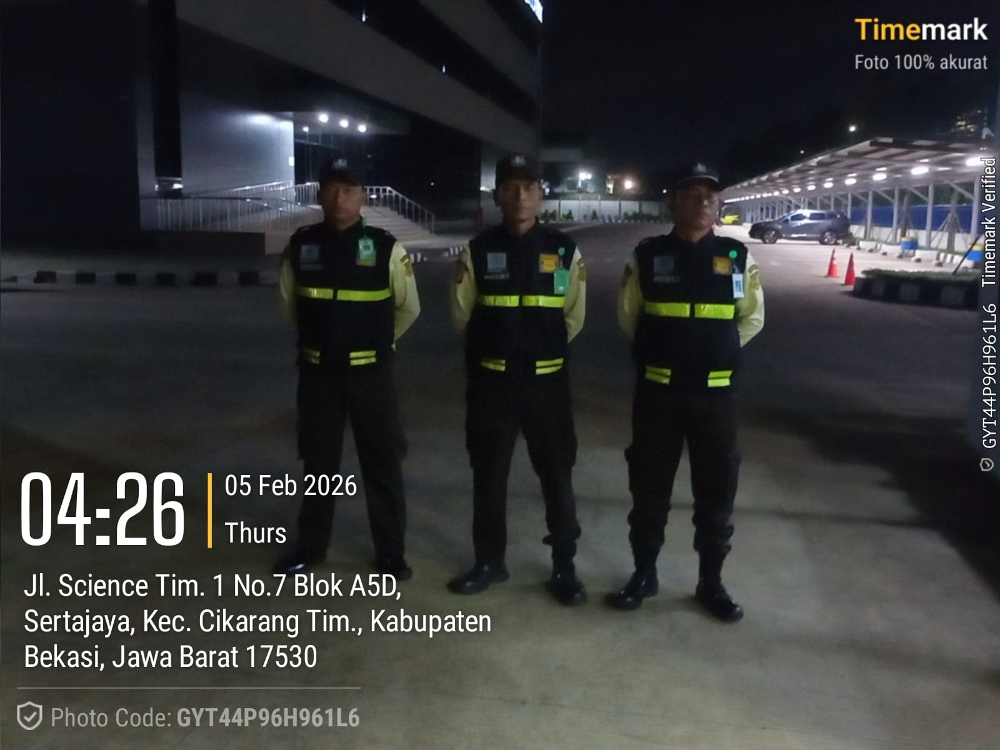 Timemark
Foto 100% akurat
04:26
05 Feb 2026
Thurs
Jl. Science Tim. 1 No.7 Blok A5D,
Sertajaya, Kec. Cikarang Tim., Kabupaten
Bekasi, Jawa Barat 17530
Photo Code: GYT44P96H961L6
GYT44P96H961L6 Timemark Verified